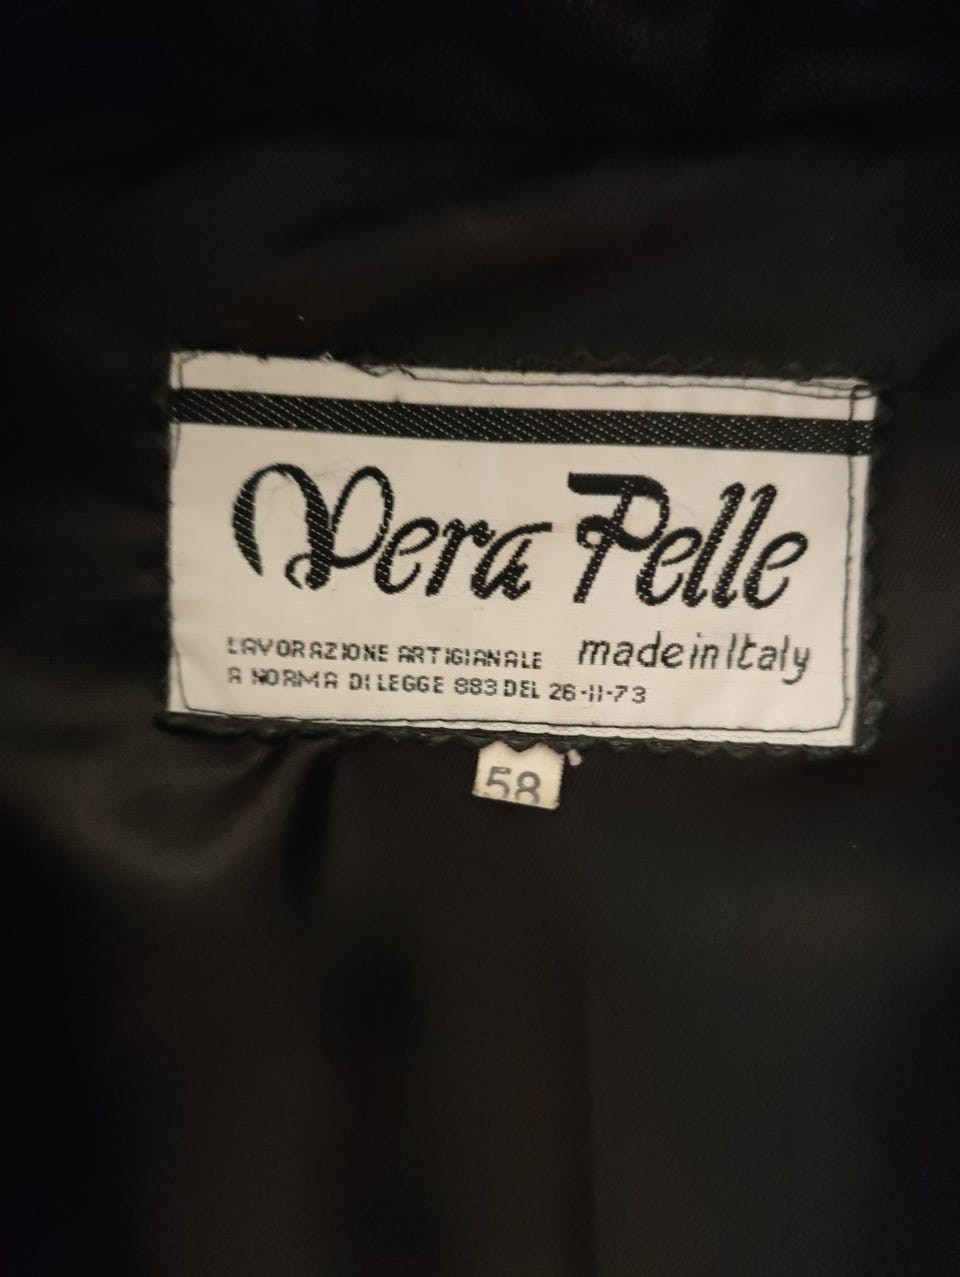 Vera Pelle
LAVORAZIONE ARTIGIANALE
made in Italy
A NORMA DI LEGGE 883 DEL 26-11-73
58